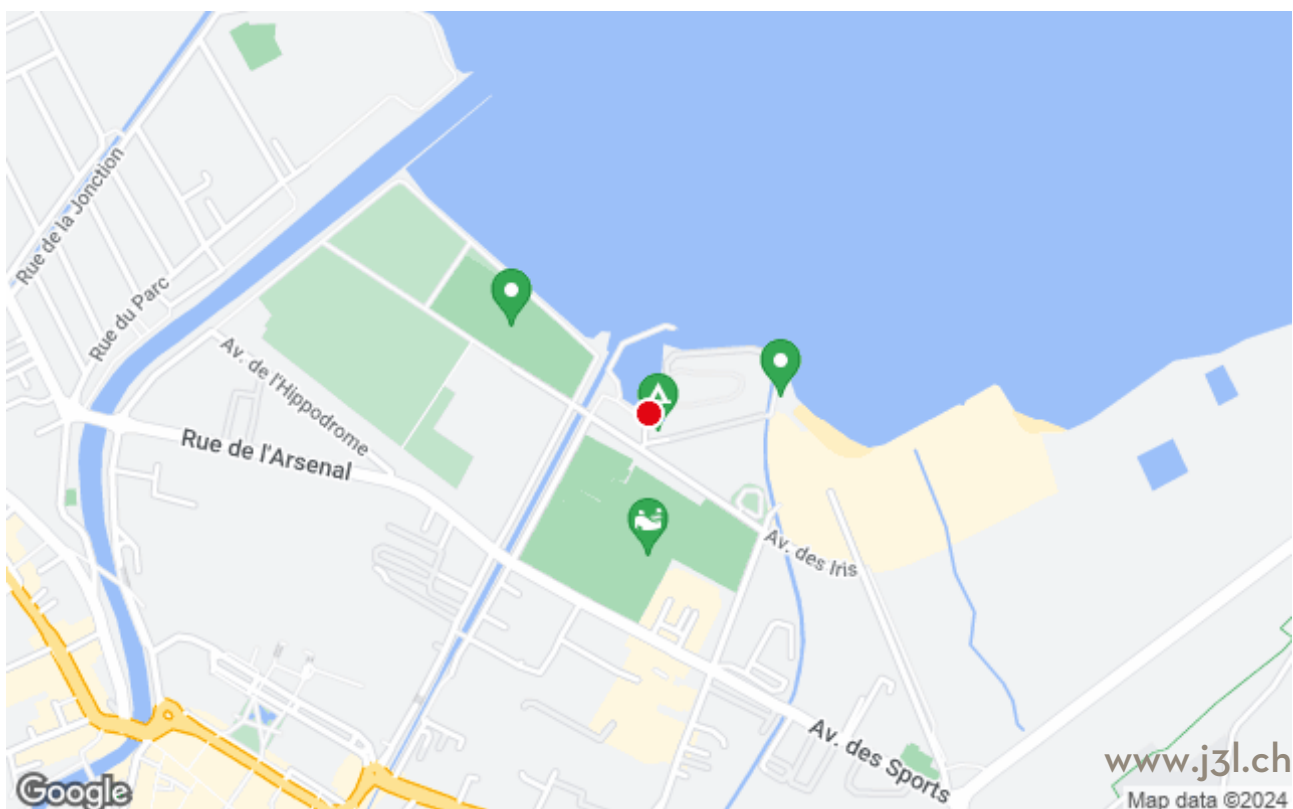 Rue de la Jonction
Rue du Parc
Av. de l'Hippodrome
Rue de l'Arsenal
Av. des Iris
Av. des Sports
www.j3l.ch
Google
Map data ©2024